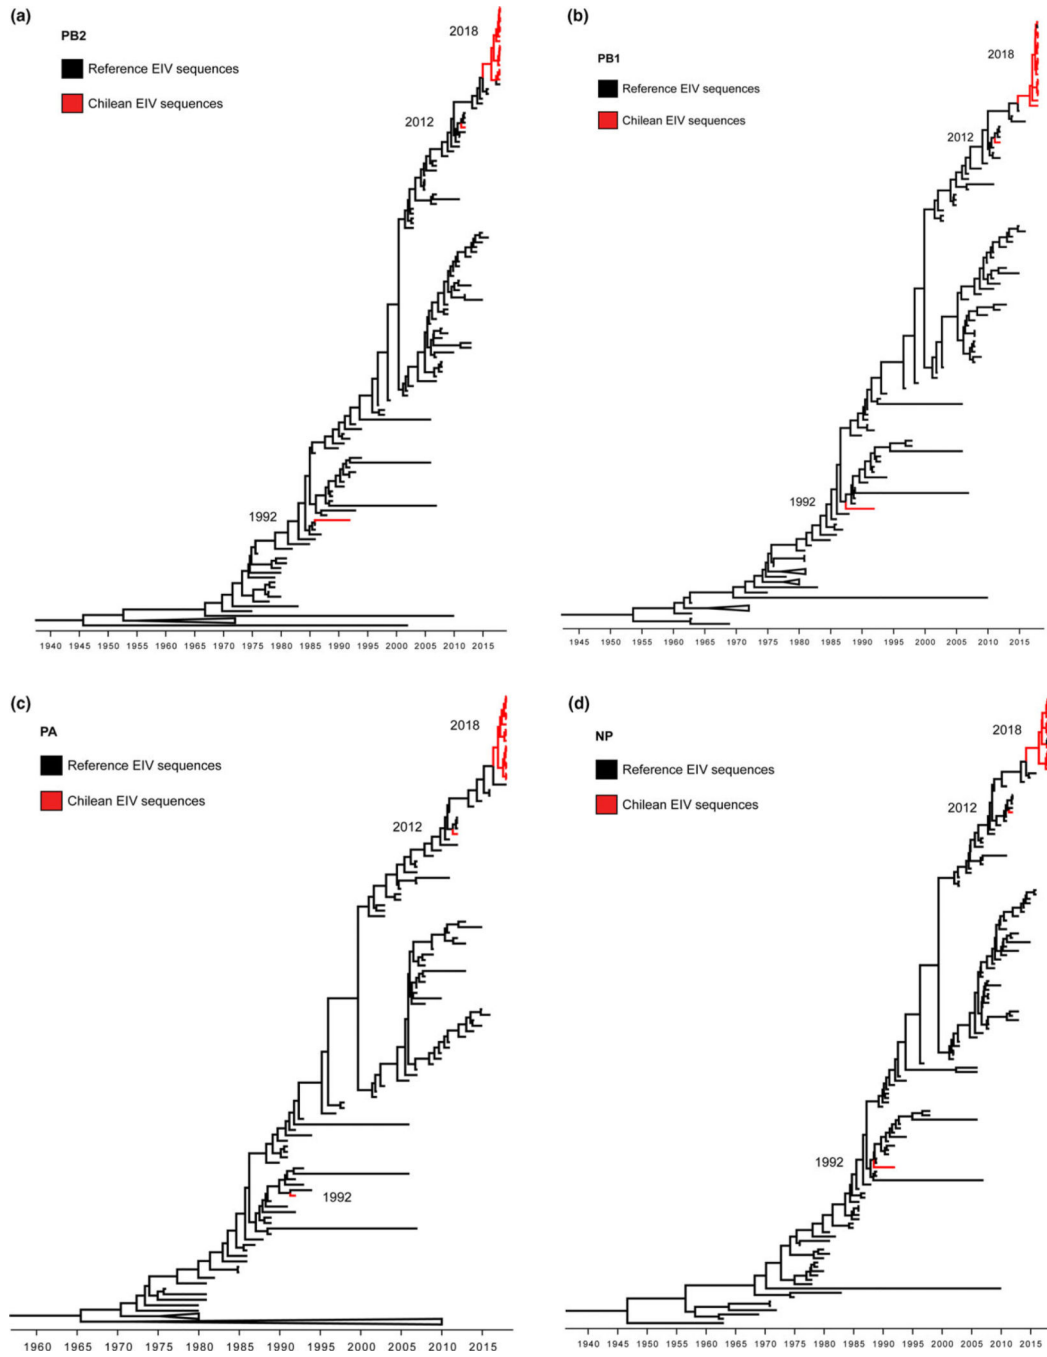 (a)
PB2
Reference EIV sequences
Chilean EIV sequences
2018
2012
1992
1940 1945 1950 1955 1960 1965 1970 1975 1980 1985 1990 1995 2000 2005 2010 2015
(b)
PB1
Reference EIV sequences
Chilean EIV sequences
2018
2012
1992
1945 1950 1955 1960 1965 1970 1975 1980 1985 1990 1995 2000 2005 2010 2015
(c)
PA
Reference EIV sequences
Chilean EIV sequences
2018
2012
1992
1960 1965 1970 1975 1980 1985 1990 1995 2000 2005 2010 2015
(d)
NP
Reference EIV sequences
Chilean EIV sequences
2018
2012
1992
1940 1945 1950 1955 1960 1965 1970 1975 1980 1985 1990 1995 2000 2005 2010 2015